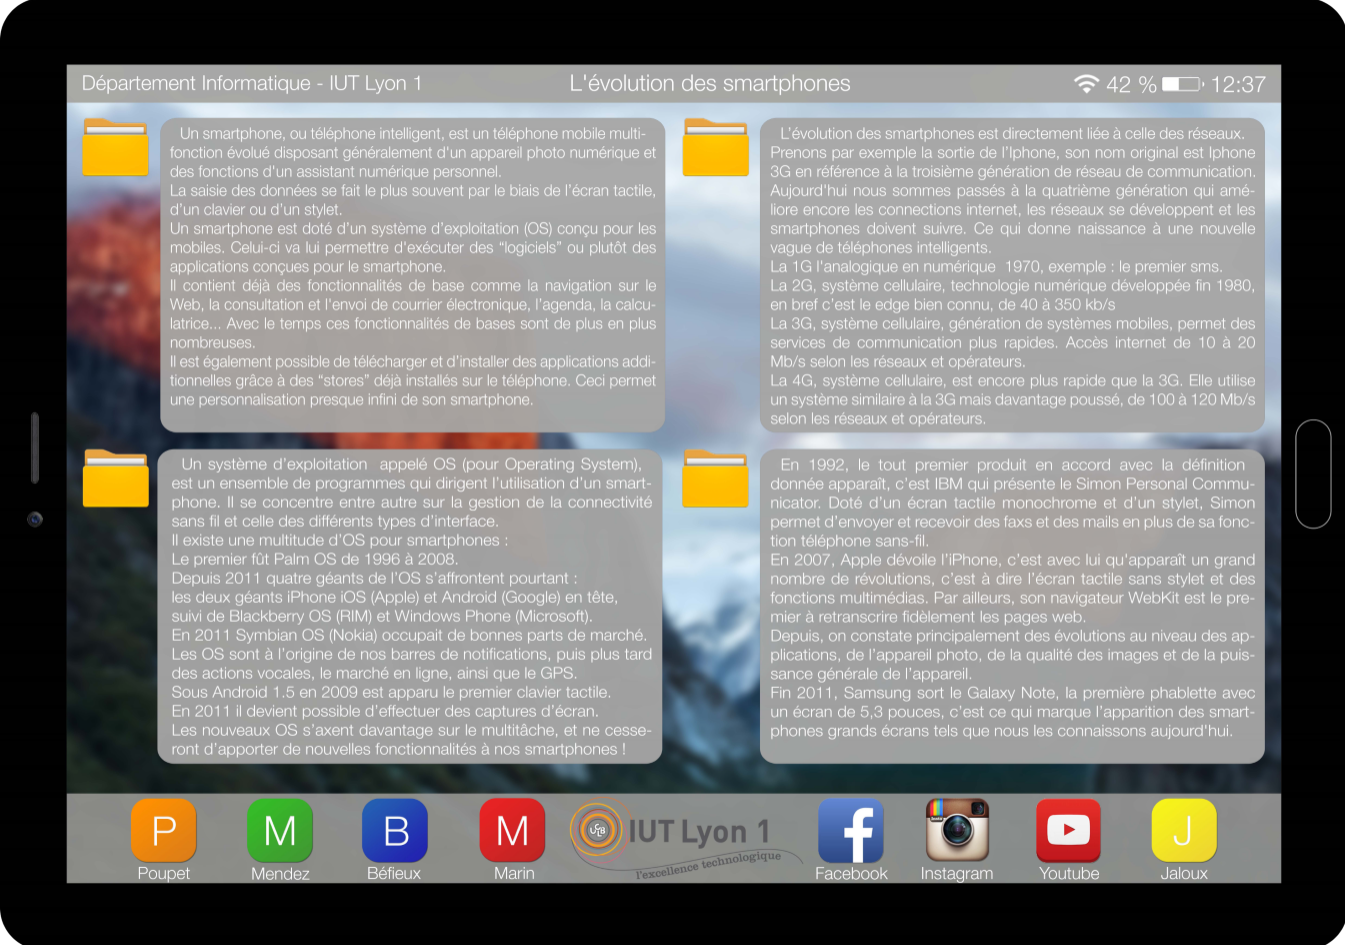 Département Informatique - IUT Lyon 1
L'évolution des smartphones
42 %
12:37
Un smartphone, ou téléphone intelligent, est un téléphone mobile multi-
fonction évolué disposant généralement d'un appareil photo numérique et
des fonctions d'un assistant numérique personnel.
La saisie des données se fait le plus souvent par le biais de l'écran tactile,
d'un clavier ou d'un stylet.
Un smartphone est doté d'un système d'exploitation (OS) conçu pour les
mobiles. Celui-ci va lui permettre d'exécuter des “logiciels” ou plutôt des
applications conçues pour le smartphone.
Il contient déjà des fonctionnalités de base comme la navigation sur le
Web, la consultation et l'envoi de courrier électronique, l'agenda, la calcu-
latrice... Avec le temps ces fonctionnalités de bases sont de plus en plus
nombreuses.
Il est également possible de télécharger et d'installer des applications addi-
tionnelles grâce à des “stores” déjà installés sur le téléphone. Ceci permet
une personnalisation presque infini de son smartphone.
L'évolution des smartphones est directement liée à celle des réseaux.
Prenons par exemple la sortie de l'Iphone, son nom original est Iphone
3G en référence à la troisième génération de réseau de communication.
Aujourd'hui nous sommes passés à la quatrième génération qui amé-
liore encore les connections internet, les réseaux se développent et les
smartphones doivent suivre. Ce qui donne naissance à une nouvelle
vague de téléphones intelligents.
La 1G l'analogique en numérique 1970, exemple : le premier sms.
La 2G, système cellulaire, technologie numérique développée fin 1980,
en bref c'est le edge bien connu, de 40 à 350 kb/s
La 3G, système cellulaire, génération de systèmes mobiles, permet des
services de communication plus rapides. Accès internet de 10 à 20
Mb/s selon les réseaux et opérateurs.
La 4G, système cellulaire, est encore plus rapide que la 3G. Elle utilise
un système similaire à la 3G mais davantage poussé, de 100 à 120 Mb/s
selon les réseaux et opérateurs.
Un système d'exploitation appelé OS (pour Operating System),
est un ensemble de programmes qui dirigent l'utilisation d'un smart-
phone. Il se concentre entre autre sur la gestion de la connectivité
sans fil et celle des différents types d'interface.
Il existe une multitude d'OS pour smartphones :
Le premier fût Palm OS de 1996 à 2008.
Depuis 2011 quatre géants de l'OS s'affrontent pourtant :
les deux géants iPhone iOS (Apple) et Android (Google) en tête,
suivi de Blackberry OS (RIM) et Windows Phone (Microsoft).
En 2011 Symbian OS (Nokia) occupait de bonnes parts de marché.
Les OS sont à l'origine de nos barres de notifications, puis plus tard
des actions vocales, le marché en ligne, ainsi que le GPS.
Sous Android 1.5 en 2009 est apparu le premier clavier tactile.
En 2011 il devient possible d'effectuer des captures d'écran.
Les nouveaux OS s'axent davantage sur le multitâche, et ne cesse-
ront d'apporter de nouvelles fonctionnalités à nos smartphones !
En 1992, le tout premier produit en accord avec la définition
donnée apparaît, c'est IBM qui présente le Simon Personal Commu-
nicator. Doté d'un écran tactile monochrome et d'un stylet, Simon
permet d'envoyer et recevoir des faxs et des mails en plus de sa fonc-
tion téléphone sans-fil.
En 2007, Apple dévoile l'iPhone, c'est avec lui qu'apparaît un grand
nombre de révolutions, c'est à dire l'écran tactile sans stylet et des
fonctions multimédias. Par ailleurs, son navigateur WebKit est le pre-
mier à retranscrire fidèlement les pages web.
Depuis, on constate principalement des évolutions au niveau des ap-
plications, de l'appareil photo, de la qualité des images et de la puis-
sance générale de l'appareil.
Fin 2011, Samsung sort le Galaxy Note, la première phablette avec
un écran de 5,3 pouces, c'est ce qui marque l'apparition des smart-
phones grands écrans tels que nous les connaissons aujourd'hui.
P
Poupet
M
Mendez
B
Béfieux
M
Marin
UCB
IUT Lyon 1
l'excellence technologique
f
Facebook
Insta
Instagram
Youtube
J
Jaloux